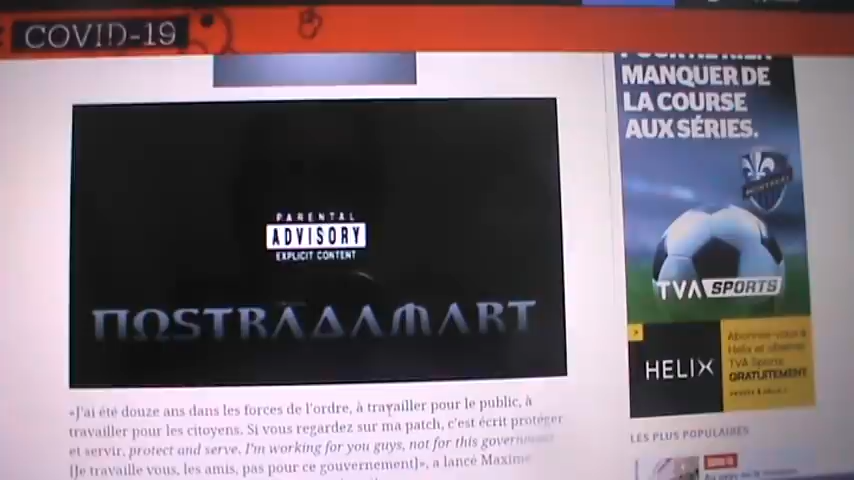 COVID-19
MANQUER DE
LA COURSE
AUX SÉRIES.
MONTREAL
PARENTAL
ADVISORY
EXPLICIT CONTENT
ΠΩSTRΛΔΛMΛRT
TVA SPORTS
HELIX
Abonnez-vous à
Helix et obtenez
TVA Sports
GRATUITEMENT
«J'ai été douze ans dans les forces de l'ordre, à travailler pour le public, à
travailler pour les citoyens. Si vous regardez sur ma patch, c'est écrit protéger
et servir, protect and serve. I'm working for you guys, not for this government
[Je travaille vous, les amis, pas pour ce gouvernement]», a lancé Maxime
LES PLUS POPULAIRES